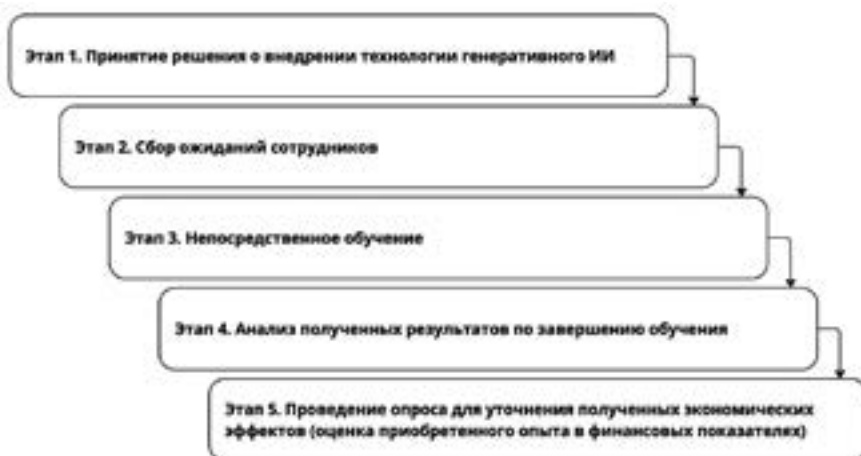 Этап 1. Принятие решения о внедрении технологии генеративного ИИ
Этап 2. Сбор ожиданий сотрудников
Этап 3. Непосредственное обучение
Этап 4. Анализ полученных результатов по завершению обучения
Этап 5. Проведение опроса для уточнения полученных экономических
эффектов (оценка приобретенного опыта в финансовых показателях)